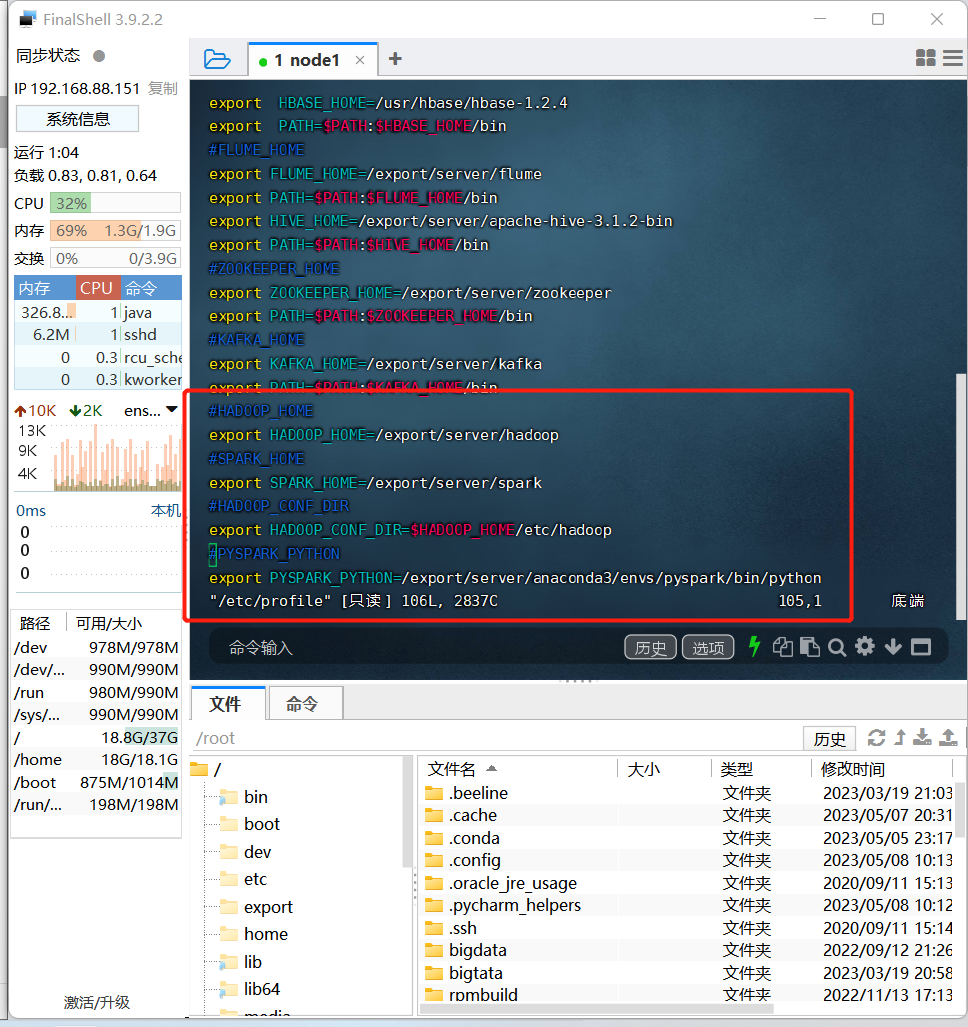 FinalShell 3.9.2.2
同步状态
IP 192.168.88.151 复制
系统信息
运行 1:04
负载 0.83, 0.81, 0.64
CPU 32%
内存 69% 1.3G/1.9G
交换 0% 0/3.9G
内存 CPU 命令
326.8... 1 java
6.2M 1 sshd
0 0.3 rcu_sche
0 0.3 kworker
10K 2K ens...
13K
9K
4K
0ms 本机
0
0
0
路径 可用/大小
/dev 978M/978M
/dev/... 990M/990M
/run 980M/990M
/sys/... 990M/990M
/ 18.8G/37G
/home 18G/18.1G
/boot 875M/1014M
/run/... 198M/198M
激活/升级
1 node1
export  HBASE_HOME=/usr/hbase/hbase-1.2.4
export  PATH=$PATH:$HBASE_HOME/bin
#FLUME_HOME
export FLUME_HOME=/export/server/flume
export PATH=$PATH:$FLUME_HOME/bin
export HIVE_HOME=/export/server/apache-hive-3.1.2-bin
export PATH=$PATH:$HIVE_HOME/bin
#ZOOKEEPER_HOME
export ZOOKEEPER_HOME=/export/server/zookeeper
export PATH=$PATH:$ZOOKEEPER_HOME/bin
#KAFKA_HOME
export KAFKA_HOME=/export/server/kafka
export PATH=$PATH:$KAFKA_HOME/bin
#HADOOP_HOME
export HADOOP_HOME=/export/server/hadoop
#SPARK_HOME
export SPARK_HOME=/export/server/spark
#HADOOP_CONF_DIR
export HADOOP_CONF_DIR=$HADOOP_HOME/etc/hadoop
#PYSPARK_PYTHON
export PYSPARK_PYTHON=/export/server/anaconda3/envs/pyspark/bin/python
"/etc/profile" [只读] 106L, 2837C 105,1 底端
命令输入 历史 选项
文件 命令
/root 历史
/
bin
boot
dev
etc
export
home
lib
lib64
media
文件名 大小 类型 修改时间
.beeline 文件夹 2023/03/19 21:03
.cache 文件夹 2023/05/07 20:31
.conda 文件夹 2023/05/05 23:17
.config 文件夹 2023/05/08 10:13
.oracle_jre_usage 文件夹 2020/09/11 15:13
.pycharm_helpers 文件夹 2023/05/08 10:12
.ssh 文件夹 2020/09/11 15:14
bigdata 文件夹 2022/09/12 21:26
bigtata 文件夹 2023/03/19 20:58
rpmbuild 文件夹 2022/11/13 17:13